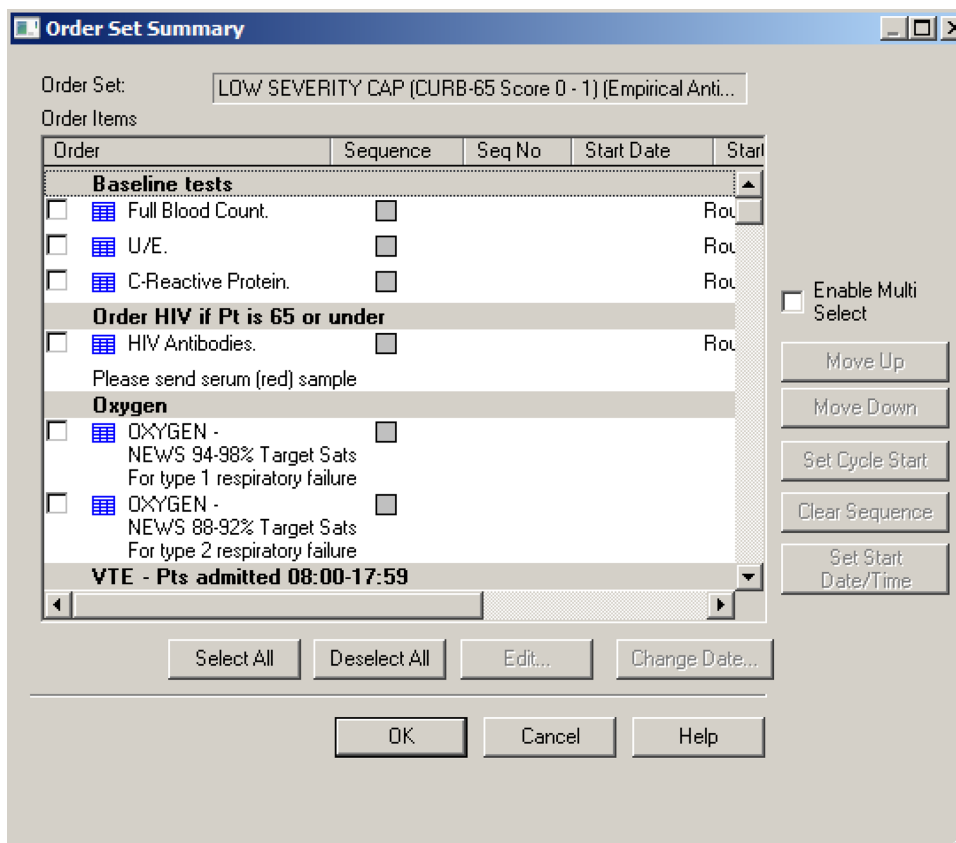 Order Set Summary
Order Set: LOW SEVERITY CAP (CURB-65 Score 0 - 1) (Empirical Anti...
Order Items
Order Sequence Seq No Start Date Start
Baseline tests
Full Blood Count. Rou
U/E. Rou
C-Reactive Protein. Rou
Order HIV if Pt is 65 or under
HIV Antibodies. Rou
Please send serum (red) sample
Oxygen
OXYGEN -
NEWS 94-98% Target Sats
For type 1 respiratory failure
OXYGEN -
NEWS 88-92% Target Sats
For type 2 respiratory failure
VTE - Pts admitted 08:00-17:59
Enable Multi
Select
Move Up
Move Down
Set Cycle Start
Clear Sequence
Set Start
Date/Time
Select All Deselect All Edit... Change Date...
OK Cancel Help